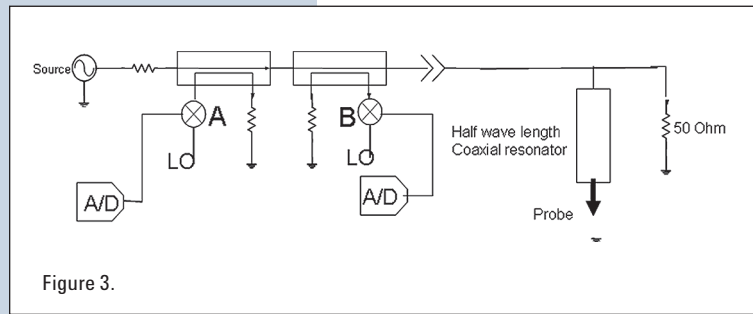 Source
A
B
LO
LO
A/D
A/D
Half wave length
Coaxial resonator
50 Ohm
Probe
Figure 3.